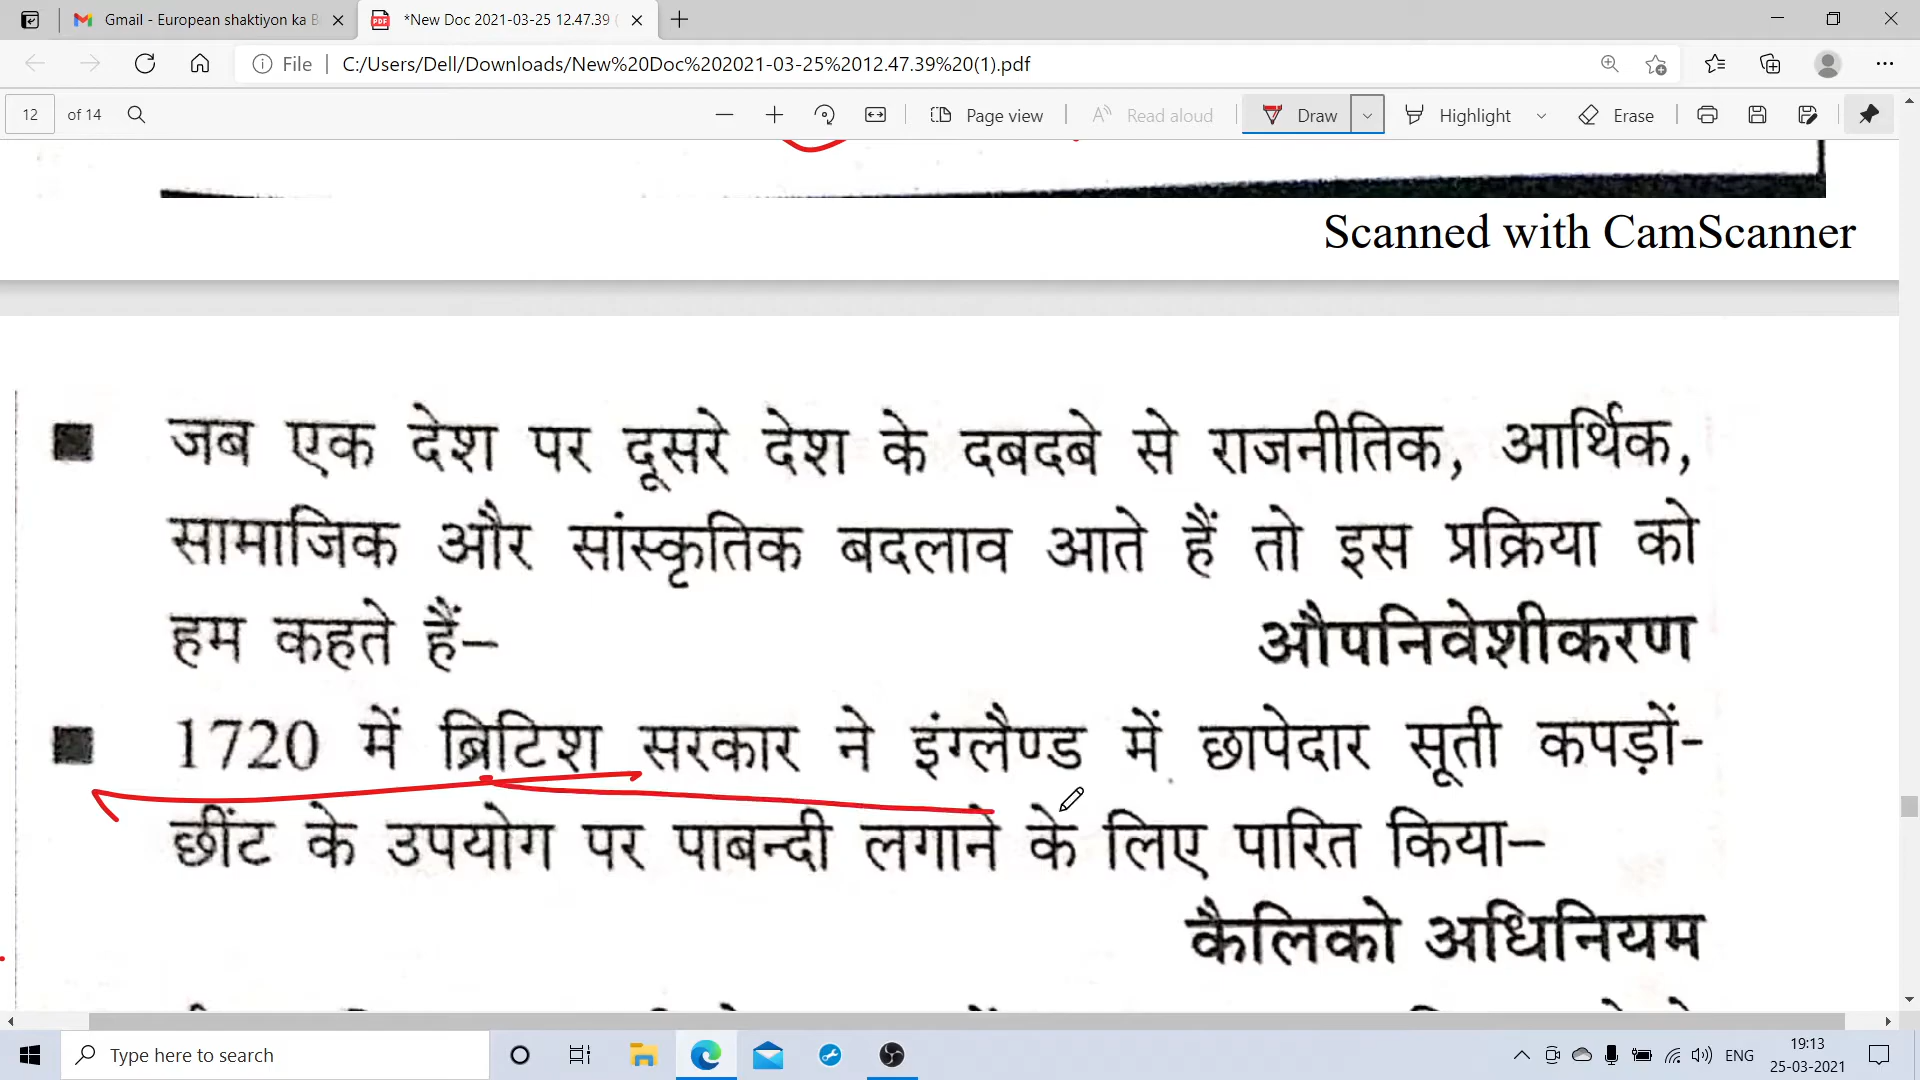 Gmail - European shaktiyon ka B
*New Doc 2021-03-25 12.47.39 (
File
C:/Users/Dell/Downloads/New%20Doc%202021-03-25%2012.47.39%20(1).pdf
12 of 14
Page view
Read aloud
Draw
Highlight
Erase
Scanned with CamScanner
जब एक देश पर दूसरे देश के दबदबे से राजनीतिक, आर्थिक,
सामाजिक और सांस्कृतिक बदलाव आते हैं तो इस प्रक्रिया को
हम कहते हैं– औपनिवेशीकरण
1720 में ब्रिटिश सरकार ने इंग्लैण्ड में छापेदार सूती कपड़ों-
छींट के उपयोग पर पाबन्दी लगाने के लिए पारित किया–
कैलिको अधिनियम
Type here to search
ENG
19:13
25-03-2021